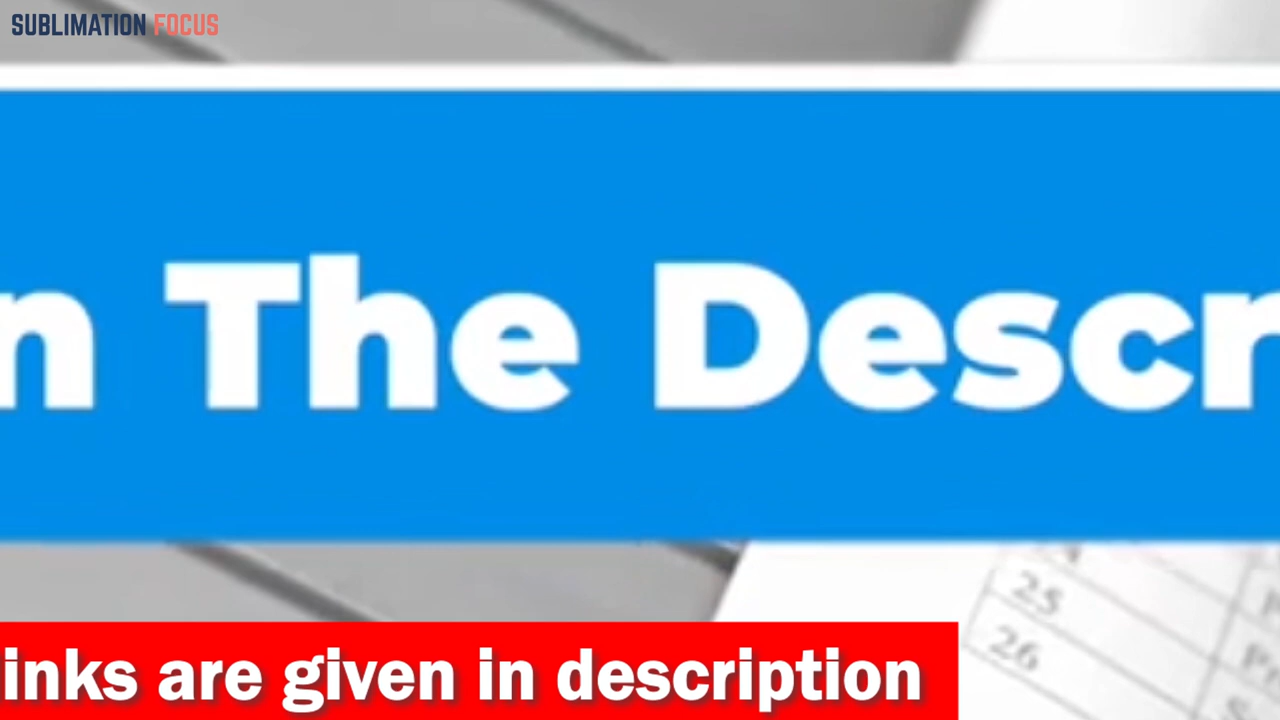 SUBLIMATION FOCUS
n The Descr
inks are given in description
25
26